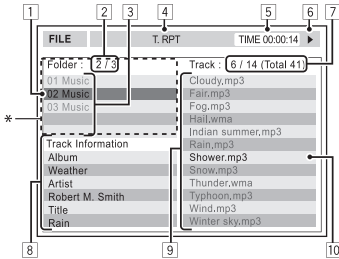 1 2 3 4 5 6 7
FILE T. RPT TIME 00:00:14
Folder : 2 / 3 Track : 6 / 14 (Total 41)
01 Music
02 Music
03 Music
*
Cloudy,mp3
Fair.mp3
Fog.mp3
Hail.wma
Indian summer,mp3
Rain,mp3
Shower.mp3
Snow.mp3
Thunder,wma
Typhoon,mp3
Wind.mp3
Winter sky.mp3
Track Information
Album
Weather
Artist
Robert M. Smith
Title
Rain
8 9 10